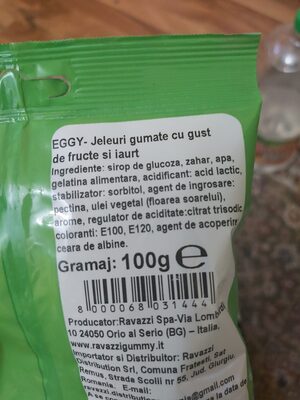 EGGY- Jeleuri gumate cu gust
de fructe si iaurt
Ingrediente: sirop de glucoza, zahar, apa,
gelatina alimentara, acidifiant: acid lactic,
stabilizator: sorbitol, agent de ingrosare:
pectina, ulei vegetal (floarea soarelui),
arome, regulator de aciditate:citrat trisodic
coloranti: E100, E120, agent de acoperire
ceara de albine.
Gramaj: 100g e
8 000068 031444
Producator:Ravazzi Spa-Via Lombardi
10 24050 Orio al Serio (BG) – Italia.
www.ravazzigummy.it
Importator si Distribuitor: Ravazzi
Distribution Srl, Comuna Fratesti, Sat
Remus, Strada Scolii nr 55, Jud. Giurgiu,
Romania. E-mail: